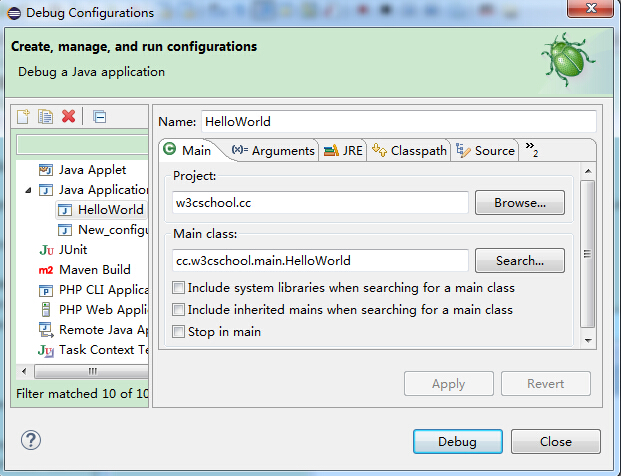 Debug Configurations
Create, manage, and run configurations
Debug a Java application
Name: HelloWorld
Main (x)= Arguments JRE Classpath Source »2
Java Applet
Java Application
HelloWorld
New_configu
JUnit
m2 Maven Build
PHP CLI Applica
PHP Web Applic
Remote Java Ap
Task Context Te
Filter matched 10 of 10
Project:
w3cschool.cc
Browse...
Main class:
cc.w3cschool.main.HelloWorld
Search...
Include system libraries when searching for a main class
Include inherited mains when searching for a main class
Stop in main
Apply
Revert
Debug
Close